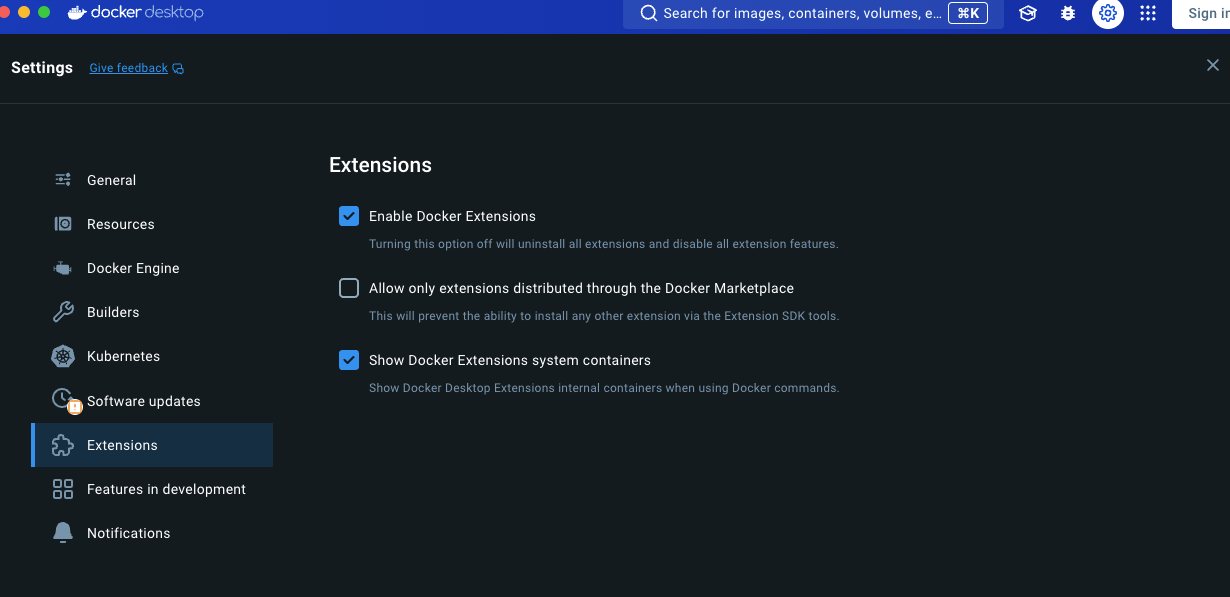 docker desktop
Search for images, containers, volumes, e... ⌘K
Sign in
Settings Give feedback
Extensions
General
Resources
Docker Engine
Builders
Kubernetes
Software updates
Extensions
Features in development
Notifications
Enable Docker Extensions
Turning this option off will uninstall all extensions and disable all extension features.
Allow only extensions distributed through the Docker Marketplace
This will prevent the ability to install any other extension via the Extension SDK tools.
Show Docker Extensions system containers
Show Docker Desktop Extensions internal containers when using Docker commands.